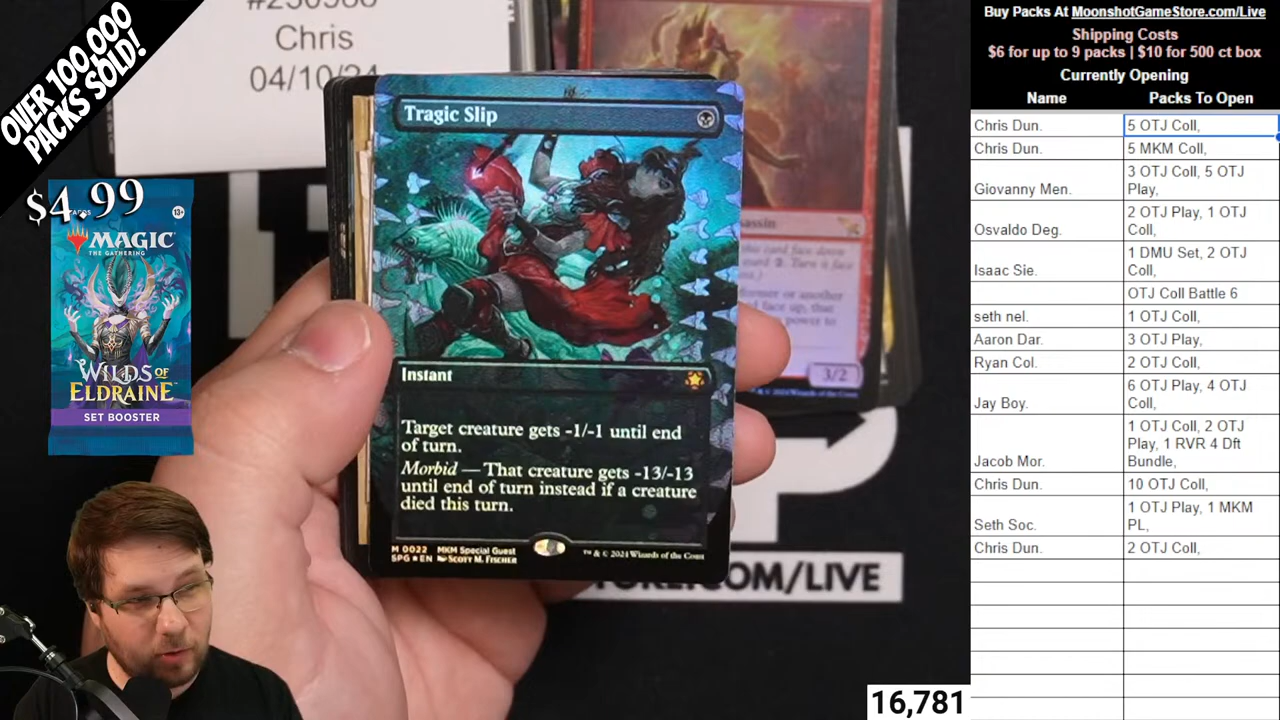 OVER 100,000
PACKS SOLD!
Chris
04/10/24
$4.99
13+
MAGIC
THE GATHERING
WILDS OF
ELDRAINE
SET BOOSTER
Tragic Slip
Instant
Target creature gets -1/-1 until end
of turn.
Morbid — That creature gets -13/-13
until end of turn instead if a creature
died this turn.
M 0022 MKM Special Guest
SPG ★ EN Scott M. Fischer
™ & © 2024 Wizards of the Coast
3/2
.COM/LIVE
16,781
Buy Packs At MoonshotGameStore.com/Live
Shipping Costs
$6 for up to 9 packs | $10 for 500 ct box
Currently Opening
Name Packs To Open
Chris Dun. 5 OTJ Coll,
Chris Dun. 5 MKM Coll,
Giovanny Men. 3 OTJ Coll, 5 OTJ
Play,
Osvaldo Deg. 2 OTJ Play, 1 OTJ
Coll,
Isaac Sie. 1 DMU Set, 2 OTJ
Coll,
OTJ Coll Battle 6
seth nel. 1 OTJ Coll,
Aaron Dar. 3 OTJ Play,
Ryan Col. 2 OTJ Coll,
Jay Boy. 6 OTJ Play, 4 OTJ
Coll,
Jacob Mor. 1 OTJ Coll, 2 OTJ
Play, 1 RVR 4 Dft
Bundle,
Chris Dun. 10 OTJ Coll,
Seth Soc. 1 OTJ Play, 1 MKM
PL,
Chris Dun. 2 OTJ Coll,